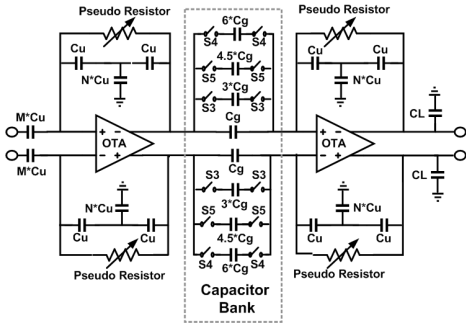 Pseudo Resistor
6*Cg
Pseudo Resistor
S4
S4
Cu
Cu
4.5*Cg
Cu
Cu
S5
S5
N*Cu
3*Cg
N*Cu
S3
S3
M*Cu
Cg
CL
OTA
OTA
M*Cu
Cg
CL
S3
S3
N*Cu
3*Cg
N*Cu
S5
S5
Cu
Cu
4.5*Cg
Cu
Cu
S4
S4
Pseudo Resistor
6*Cg
Pseudo Resistor
Capacitor
Bank